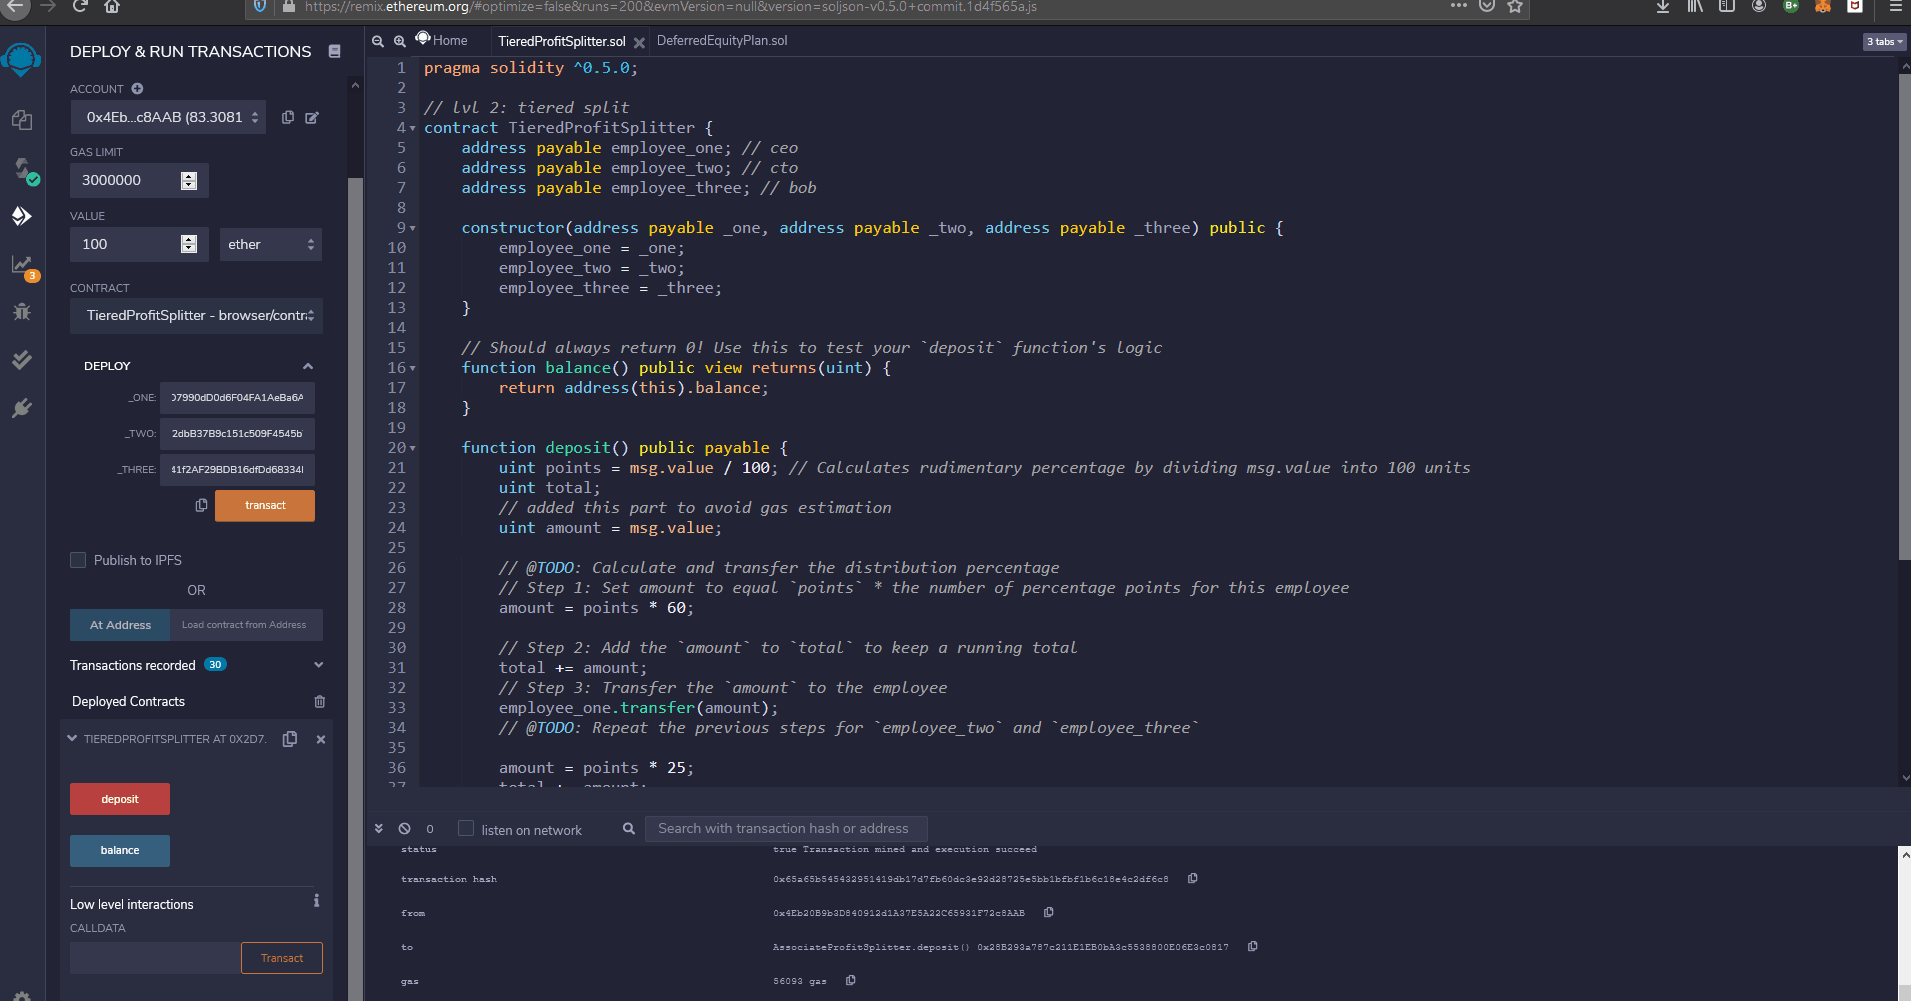 https://remix.ethereum.org/#optimize=false&runs=200&evmVersion=null&version=soljson-v0.5.0+commit.1d4f565a.js
DEPLOY & RUN TRANSACTIONS
ACCOUNT
0x4Eb...c8AAB (83.3081
GAS LIMIT
3000000
VALUE
100
ether
CONTRACT
TieredProfitSplitter - browser/contr
DEPLOY
_ONE:
07990dD0d6F04FA1AeBa6A
_TWO:
2dbB37B9c151c509F4545b
_THREE:
41f2AF29BDB16dfDd68334
transact
Publish to IPFS
OR
At Address
Load contract from Address
Transactions recorded 30
Deployed Contracts
TIEREDPROFITSPLITTER AT 0X2D7.
deposit
balance
Low level interactions
CALLDATA
Transact
3
Home
TieredProfitSplitter.sol
DeferredEquityPlan.sol
3 tabs
1 pragma solidity ^0.5.0;
2
3 // lvl 2: tiered split
4 contract TieredProfitSplitter {
5 address payable employee_one; // ceo
6 address payable employee_two; // cto
7 address payable employee_three; // bob
8
9 constructor(address payable _one, address payable _two, address payable _three) public {
10 employee_one = _one;
11 employee_two = _two;
12 employee_three = _three;
13 }
14
15 // Should always return 0! Use this to test your `deposit` function's logic
16 function balance() public view returns(uint) {
17 return address(this).balance;
18 }
19
20 function deposit() public payable {
21 uint points = msg.value / 100; // Calculates rudimentary percentage by dividing msg.value into 100 units
22 uint total;
23 // added this part to avoid gas estimation
24 uint amount = msg.value;
25
26 // @TODO: Calculate and transfer the distribution percentage
27 // Step 1: Set amount to equal `points` * the number of percentage points for this employee
28 amount = points * 60;
29
30 // Step 2: Add the `amount` to `total` to keep a running total
31 total += amount;
32 // Step 3: Transfer the `amount` to the employee
33 employee_one.transfer(amount);
34 // @TODO: Repeat the previous steps for `employee_two` and `employee_three`
35
36 amount = points * 25;
37 total += amount;
0
listen on network
Search with transaction hash or address
status true Transaction mined and execution succeed
transaction hash 0x65a65b545432951419db17d7fb60dc3e92d28725e5bb1bfbf1b6c18e4c2df6c8
from 0x4Eb20B9b3D840912d1A37E5A22C65931F72c8AAB
to AssociateProfitSplitter.deposit() 0x28B293a787c211E1EB0bA3c5538800E06E3c0817
gas 56093 gas